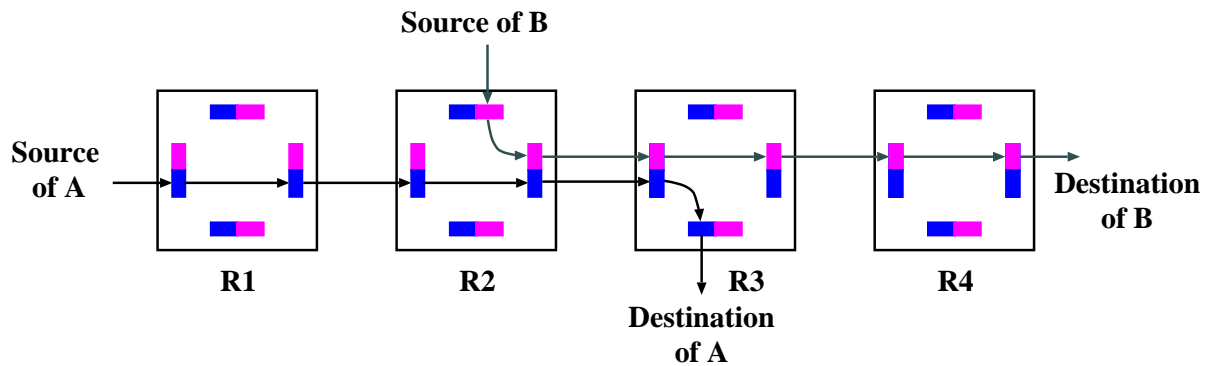 Source of B
Source
of A
Destination
of B
R1
R2
R3
R4
Destination
of A